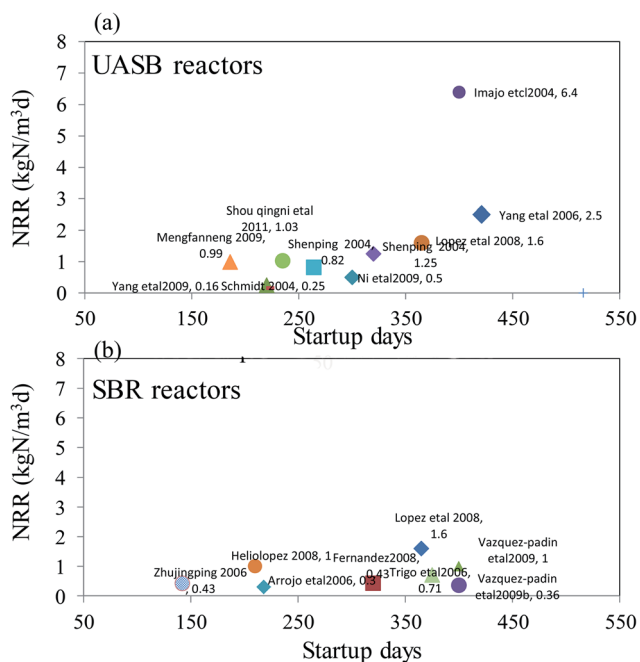 (a)
UASB reactors
NRR (kgN/m³d)
8
7
6
5
4
3
2
1
0
Imajo etcl2004, 6.4
Yang etal 2006, 2.5
Shou qingni etal
2011, 1.03
Mengfanneng 2009,
0.99
Shenping 2004,
0.82
Shenping 2004,
1.25
Lopez etal 2008, 1.6
Ni etal2009, 0.5
Yang etal2009, 0.16
Schmidt 2004, 0.25
50
150
250
350
450
550
Startup days
(b)
SBR reactors
NRR (kgN/m³d)
8
7
6
5
4
3
2
1
0
Lopez etal 2008,
1.6
Vazquez-padin
etal2009, 1
Heliolopez 2008, 1
Fernandez2008,
0.43
Zhujingping 2006
, 0.43
Arrojo etal2006, 0.3
Trigo etal2006,
0.71
Vazquez-padin
etal2009b, 0.36
50
150
250
350
450
550
Startup days